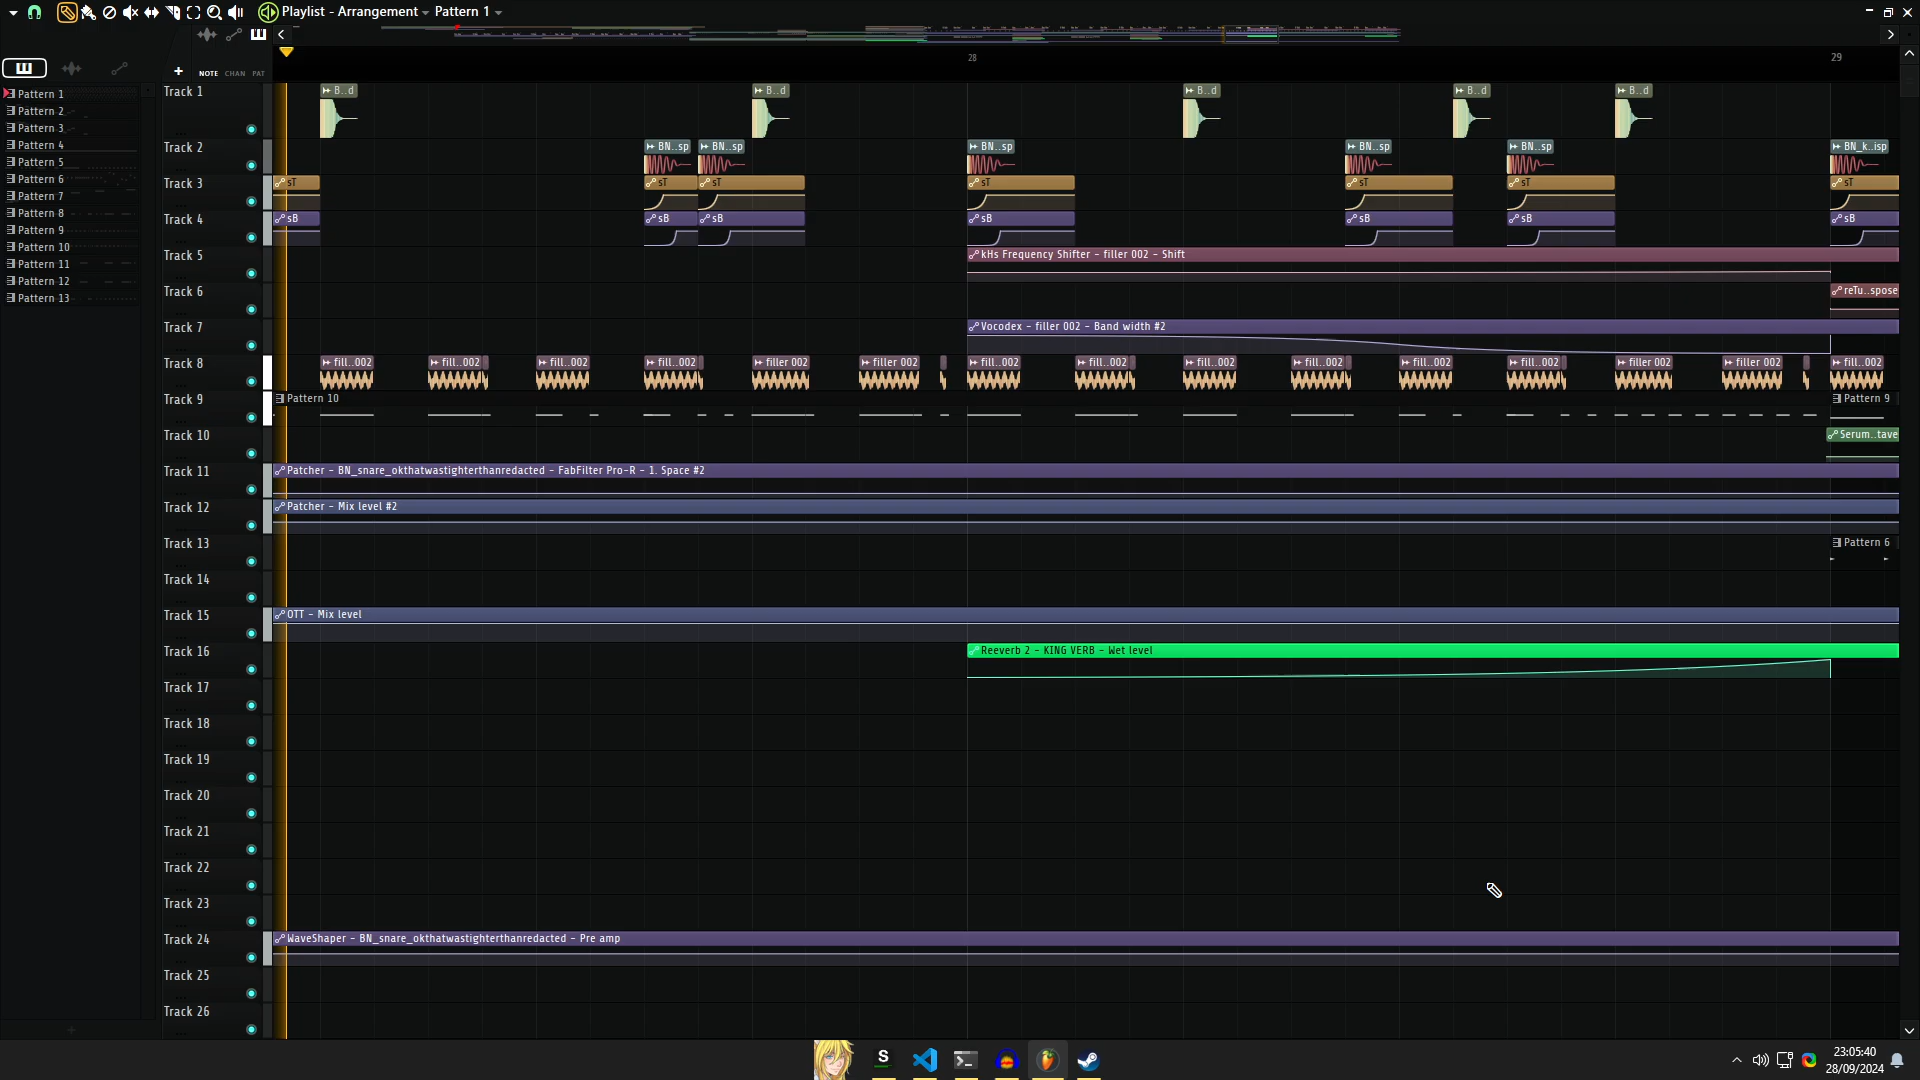 Playlist - Arrangement Pattern 1
NOTE CHAN PAT
28 29
Pattern 1
Pattern 2
Pattern 3
Pattern 4
Pattern 5
Pattern 6
Pattern 7
Pattern 8
Pattern 9
Pattern 10
Pattern 11
Pattern 12
Pattern 13
Track 1 B..d B..d B..d B..d B..d
Track 2 BN..sp BN..sp BN..sp BN..sp BN..sp BN_k..isp
Track 3 sT sT sT sT sT sT sT
Track 4 sB sB sB sB sB sB sB
Track 5 kHs Frequency Shifter - filler 002 - Shift
Track 6 reTu..spose
Track 7 Vocodex - filler 002 - Band width #2
Track 8 fill..002 fill..002 fill..002 fill..002 filler 002 filler 002 fill..002 fill..002 fill..002 fill..002 fill..002 fill..002 filler 002 filler 002 fill..002
Track 9 Pattern 10 Pattern 9
Track 10 Serum..tave
Track 11 Patcher - BN_snare_okthatwastighterthanredacted - FabFilter Pro-R - 1. Space #2
Track 12 Patcher - Mix level #2
Track 13 Pattern 6
Track 14
Track 15 OTT - Mix level
Track 16 Reeverb 2 - KING VERB - Wet level
Track 17
Track 18
Track 19
Track 20
Track 21
Track 22
Track 23
Track 24 WaveShaper - BN_snare_okthatwastighterthanredacted - Pre amp
Track 25
Track 26
S
23:05:40
28/09/2024